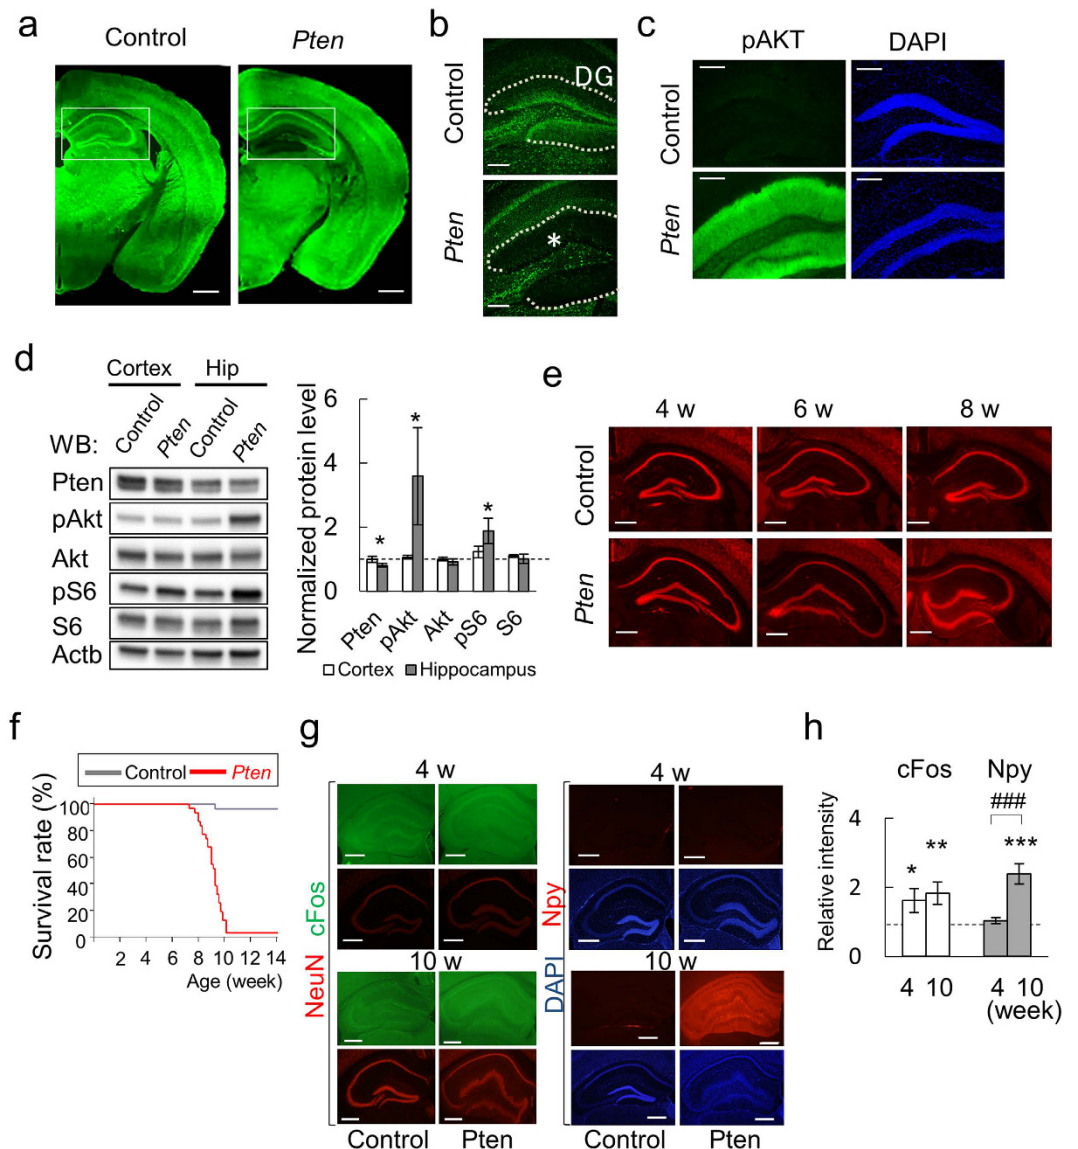 a
Control
Pten
b
Control
DG
Pten
*
c
pAKT
DAPI
Control
Pten
d
Cortex
Hip
WB:
Control
Pten
Control
Pten
Pten
pAkt
Akt
pS6
S6
Actb
Normalized protein level
6
4
2
0
*
*
*
Pten
pAkt
Akt
pS6
S6
Cortex
Hippocampus
e
4 w
6 w
8 w
Control
Pten
f
Control
Pten
Survival rate (%)
100
80
60
40
20
0
2
4
6
8
10
12
14
Age (week)
g
4 w
NeuN cFos
10 w
Control
Pten
4 w
DAPI Npy
10 w
Control
Pten
h
cFos
Npy
###
Relative intensity
4
2
0
*
**
***
4
10
4
10
(week)